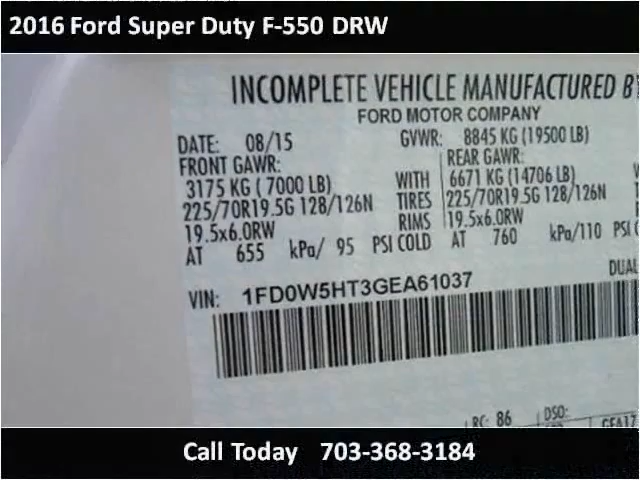 2016 Ford Super Duty F-550 DRW
INCOMPLETE VEHICLE MANUFACTURED B
FORD MOTOR COMPANY
DATE: 08/15 GVWR: 8845 KG (19500 LB)
FRONT GAWR: REAR GAWR:
3175 KG ( 7000 LB) WITH 6671 KG (14706 LB)
225/70R19.5G 128/126N TIRES 225/70R19.5G 128/126N
19.5x6.0RW RIMS 19.5x6.0RW
AT 655 kPa/ 95 PSI COLD AT 760 kPa/110 PSI
DUAL
VIN: 1FD0W5HT3GEA61037
RC: 86 DSO:
Call Today 703-368-3184